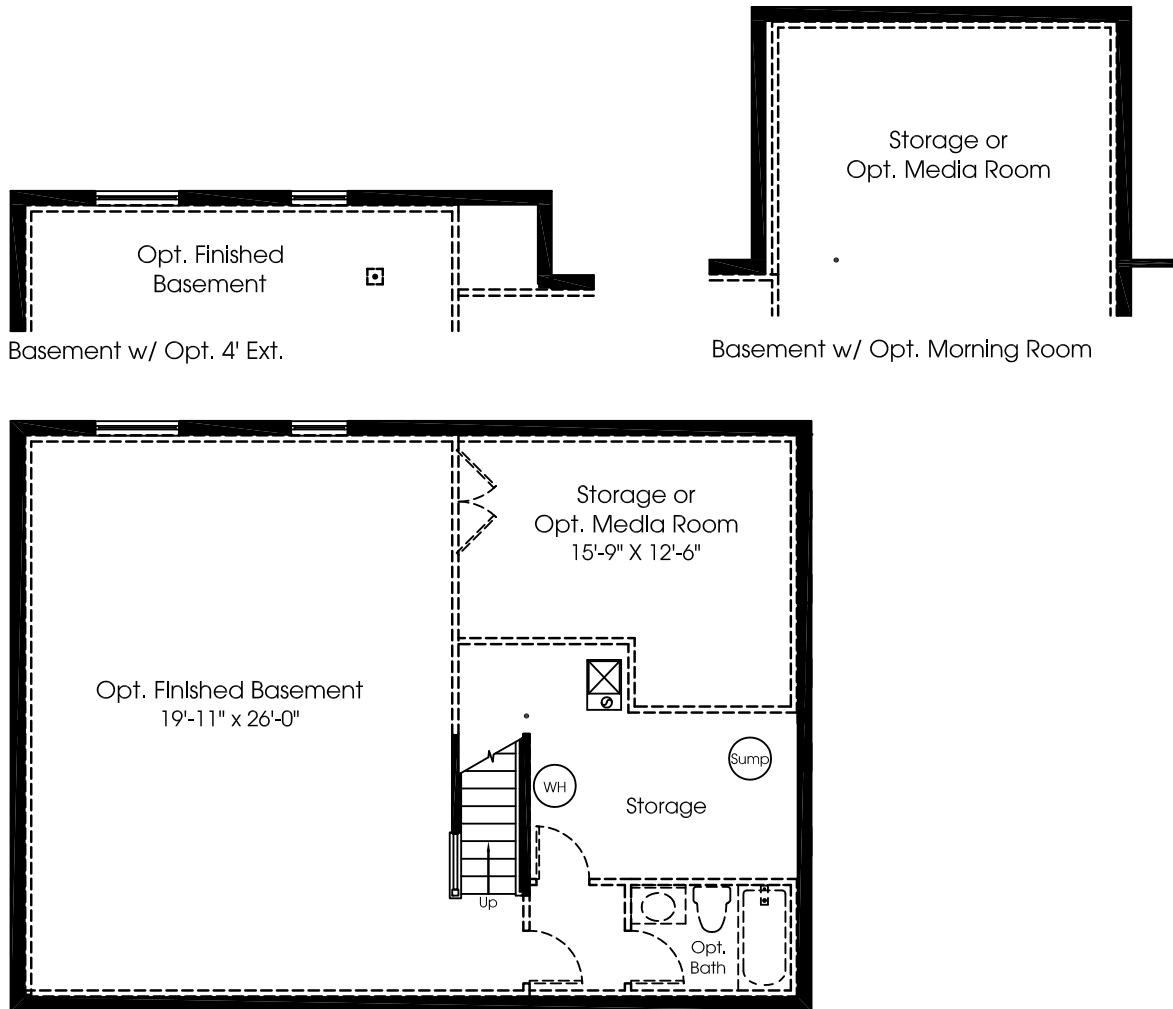 Storage or
Opt. Media Room
Opt. Finished
Basement
Basement w/ Opt. 4' Ext.
Basement w/ Opt. Morning Room
Storage or
Opt. Media Room
15'-9" X 12'-6"
Opt. Finished Basement
19'-11" x 26'-0"
Sump
WH
Storage
Up
Opt.
Bath